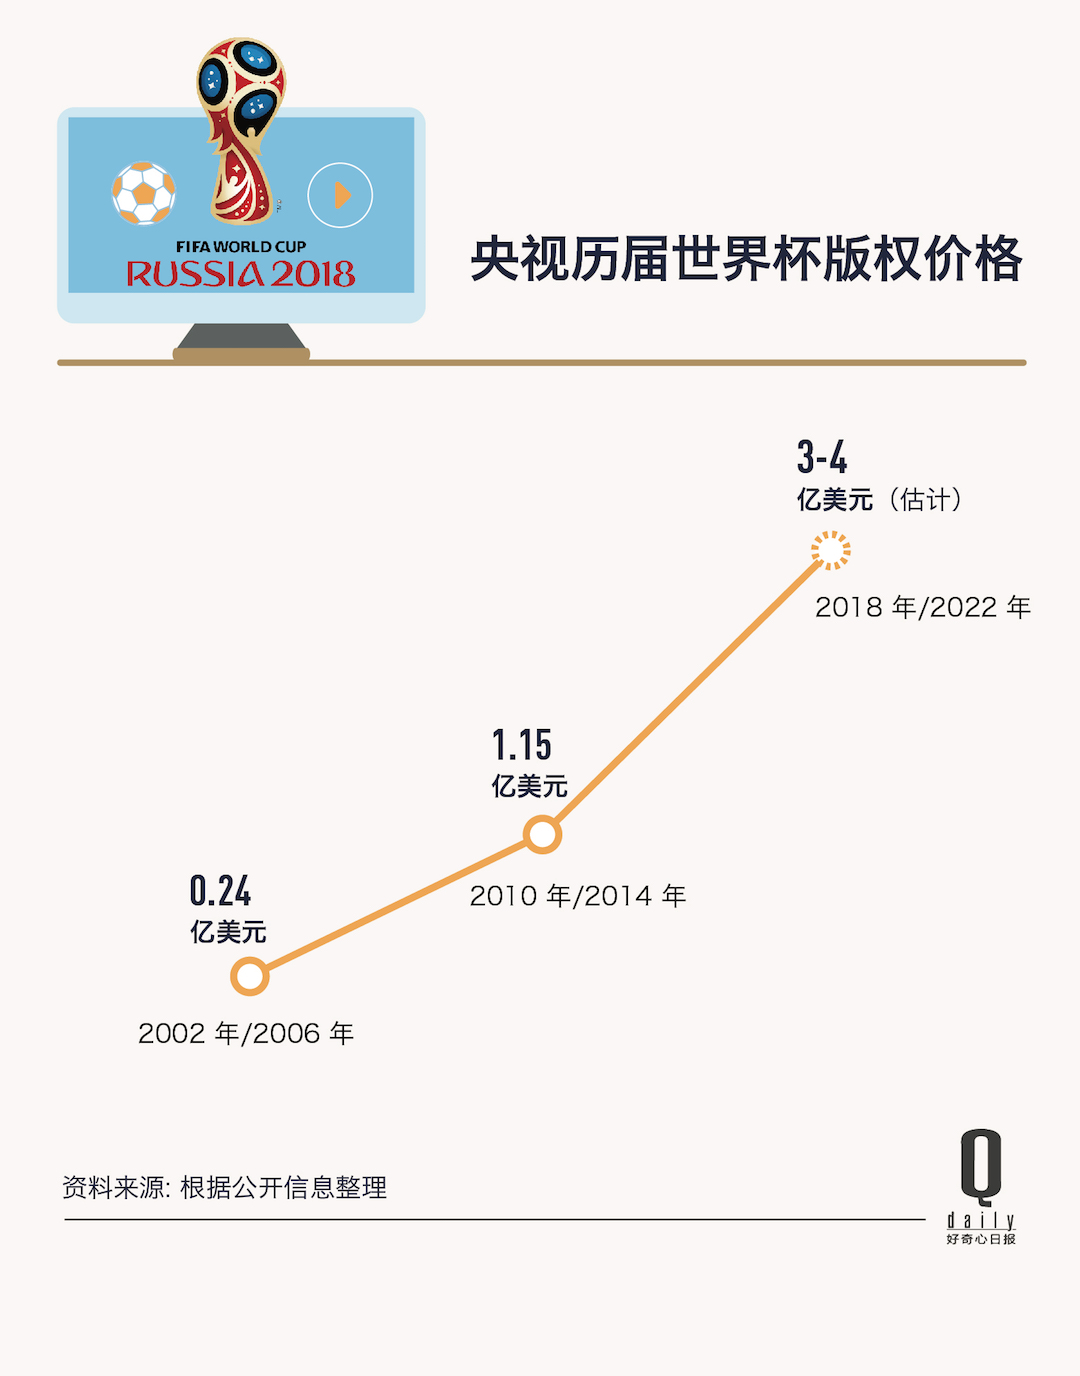 FIFA WORLD CUP
RUSSIA 2018
央视历届世界杯版权价格
3-4
亿美元（估计）
2018 年/2022 年
1.15
亿美元
2010 年/2014 年
0.24
亿美元
2002 年/2006 年
资料来源: 根据公开信息整理
Q
daily
好奇心日报